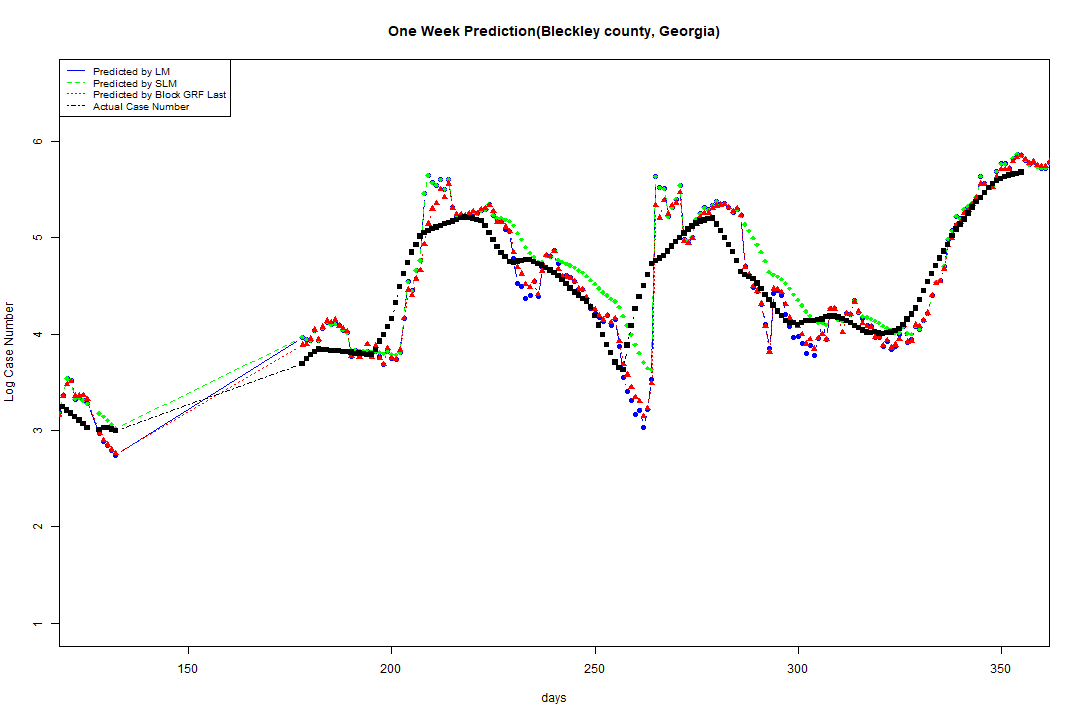 One Week Prediction(Bleckley county, Georgia)
Predicted by LM
Predicted by SLM
Predicted by Block GRF Last
Actual Case Number
Log Case Number
6
5
4
3
2
1
150 200 250 300 350
days